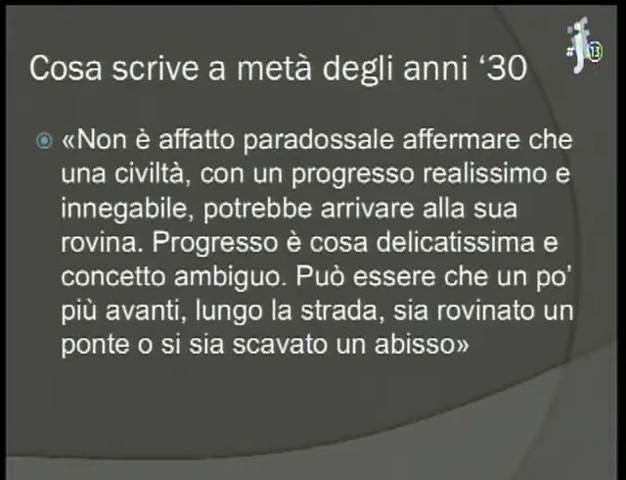 Cosa scrive a metà degli anni ‘30
#jf13
«Non è affatto paradossale affermare che
una civiltà, con un progresso realissimo e
innegabile, potrebbe arrivare alla sua
rovina. Progresso è cosa delicatissima e
concetto ambiguo. Può essere che un po’
più avanti, lungo la strada, sia rovinato un
ponte o si sia scavato un abisso»